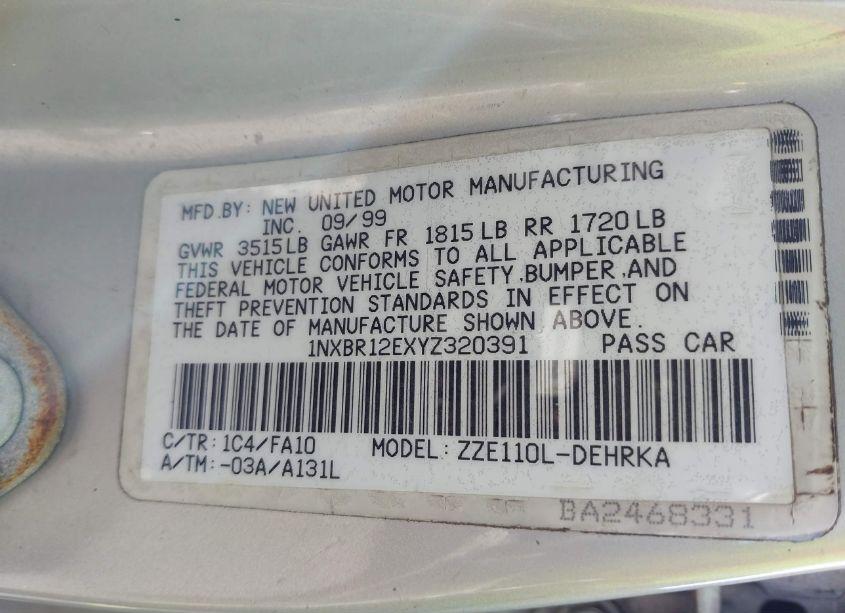 MFD.BY: NEW UNITED MOTOR MANUFACTURING
INC. 09/99
GVWR 3515LB GAWR FR 1815LB RR 1720LB
THIS VEHICLE CONFORMS TO ALL APPLICABLE
FEDERAL MOTOR VEHICLE SAFETY,BUMPER,AND
THEFT PREVENTION STANDARDS IN EFFECT ON
THE DATE OF MANUFACTURE SHOWN ABOVE.
1NXBR12EXYZ320391 PASS CAR
C/TR: 1C4/FA10 MODEL: ZZE110L-DEHRKA
A/TM: -03A/A131L
BA2468331